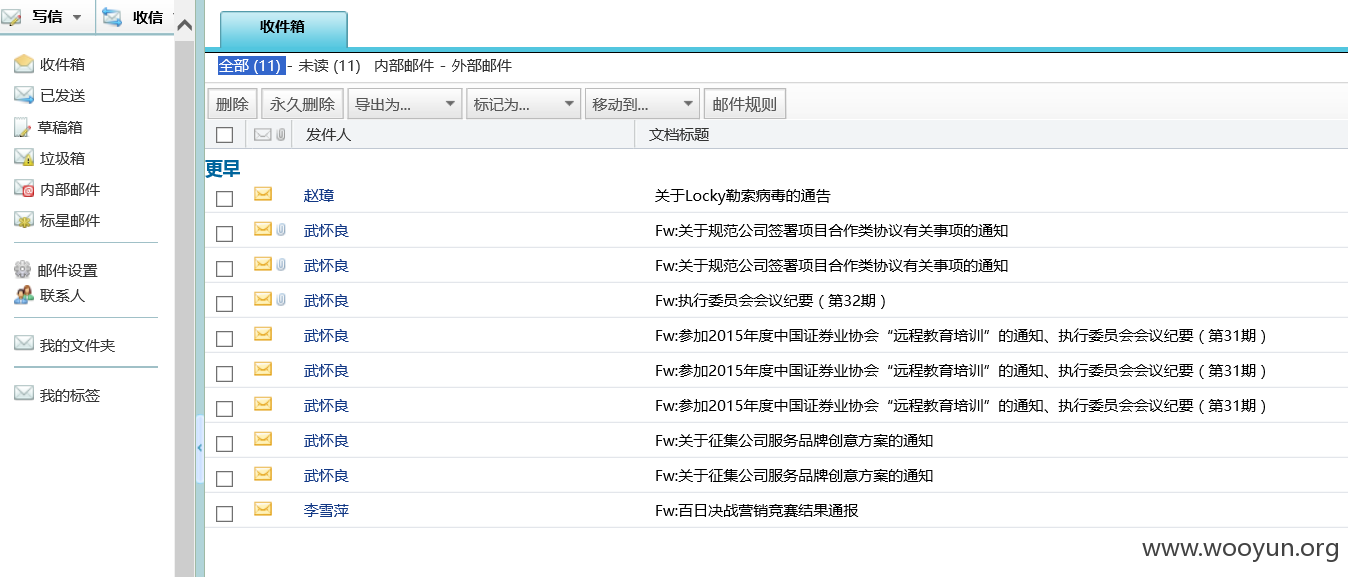 写信 收信
收件箱
已发送
草稿箱
垃圾箱
内部邮件
标星邮件
邮件设置
联系人
我的文件夹
我的标签
收件箱
全部 (11) - 未读 (11) 内部邮件 - 外部邮件
删除 永久删除 导出为... 标记为... 移动到... 邮件规则
发件人 文档标题
更早
赵璋 关于Locky勒索病毒的通告
武怀良 Fw:关于规范公司签署项目合作类协议有关事项的通知
武怀良 Fw:关于规范公司签署项目合作类协议有关事项的通知
武怀良 Fw:执行委员会会议纪要（第32期）
武怀良 Fw:参加2015年度中国证券业协会“远程教育培训”的通知、执行委员会会议纪要（第31期）
武怀良 Fw:参加2015年度中国证券业协会“远程教育培训”的通知、执行委员会会议纪要（第31期）
武怀良 Fw:参加2015年度中国证券业协会“远程教育培训”的通知、执行委员会会议纪要（第31期）
武怀良 Fw:关于征集公司服务品牌创意方案的通知
武怀良 Fw:关于征集公司服务品牌创意方案的通知
李雪萍 Fw:百日决战营销竞赛结果通报
www.wooyun.org